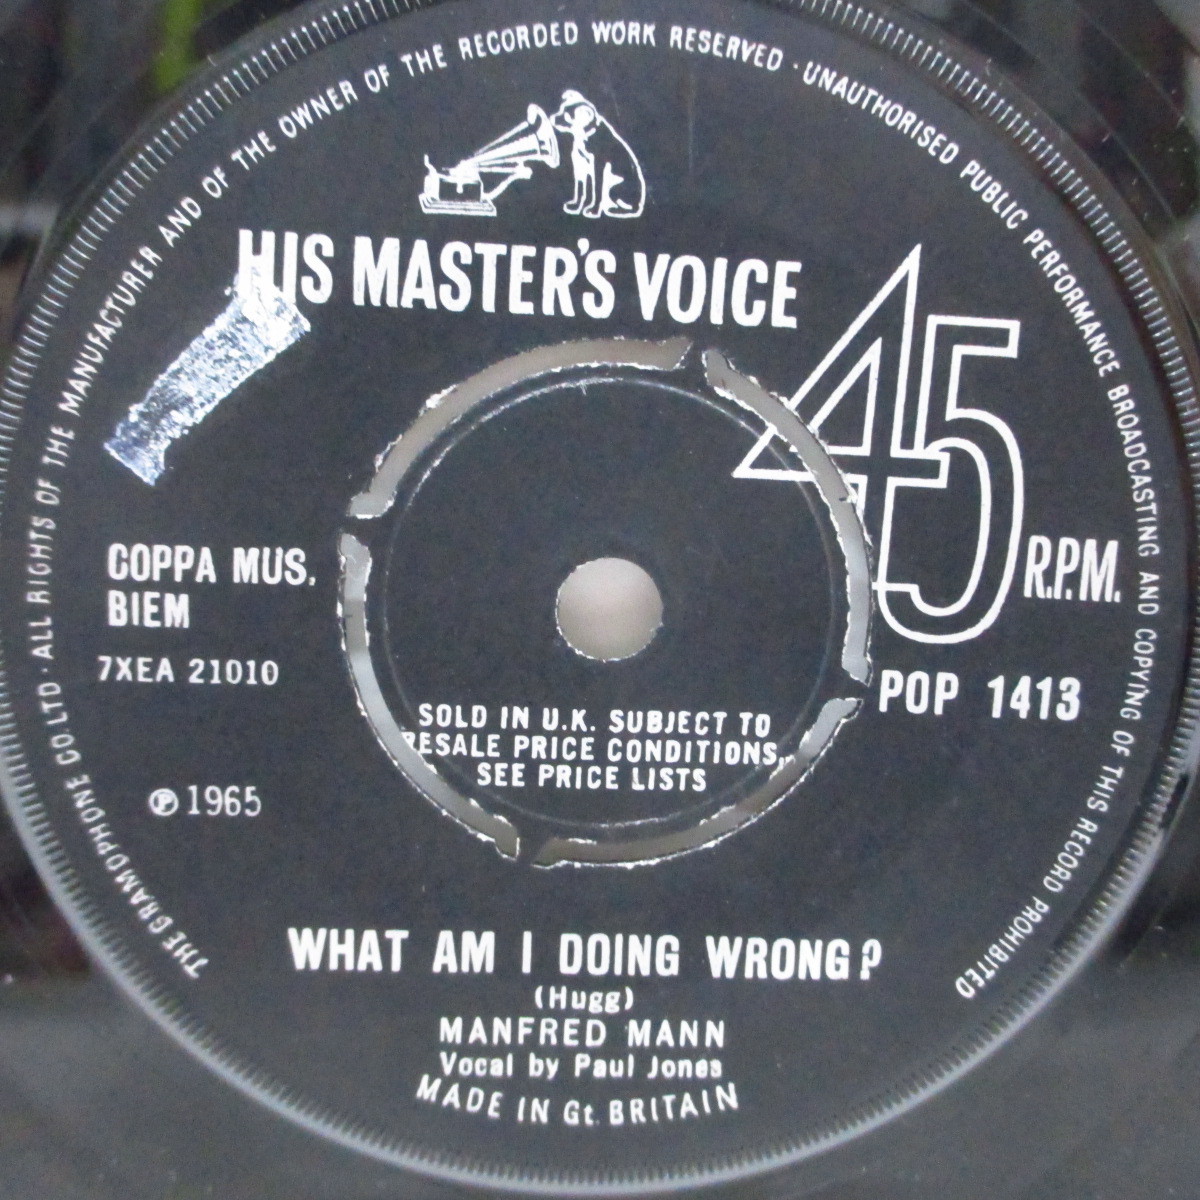 THE GRAMOPHONE CO LTD · ALL RIGHTS OF THE MANUFACTURER AND OF THE OWNER OF THE RECORDED WORK RESERVED · UNAUTHORISED PUBLIC PERFORMANCE BROADCASTING AND COPYING OF THIS RECORD PROHIBITED
HIS MASTER'S VOICE
45 R.P.M.
COPPA MUS.
BIEM
7XEA 21010
POP 1413
SOLD IN U.K. SUBJECT TO
RESALE PRICE CONDITIONS,
SEE PRICE LISTS
℗ 1965
WHAT AM I DOING WRONG?
(Hugg)
MANFRED MANN
Vocal by Paul Jones
MADE IN Gt. BRITAIN